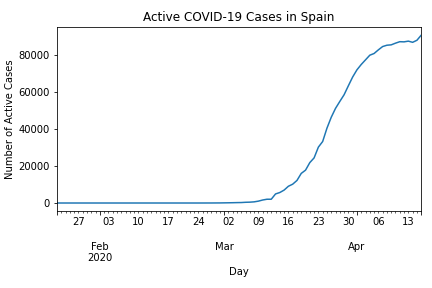 Active COVID-19 Cases in Spain
Number of Active Cases
80000
60000
40000
20000
0
27 03 10 17 24 02 09 16 23 30 06 13
Feb Mar Apr
2020
Day